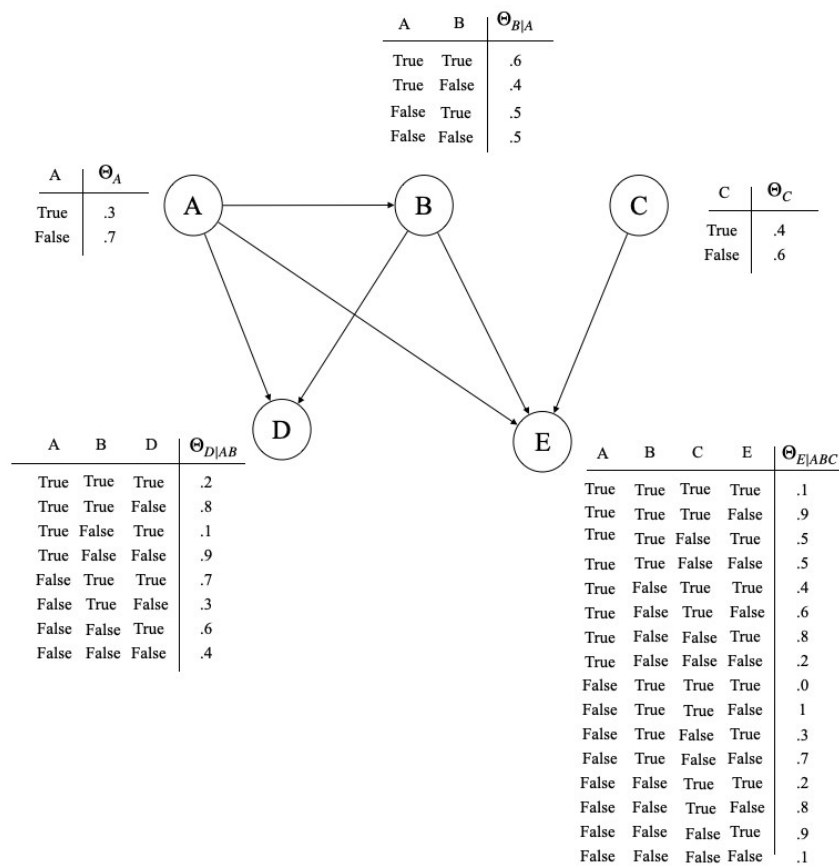 A B Θ_{B|A}
True True .6
True False .4
False True .5
False False .5
A Θ_A
True .3
False .7
A
B
C
C Θ_C
True .4
False .6
D
E
A B D Θ_{D|AB}
True True True .2
True True False .8
True False True .1
True False False .9
False True True .7
False True False .3
False False True .6
False False False .4
A B C E Θ_{E|ABC}
True True True True .1
True True True False .9
True True False True .5
True True False False .5
True False True True .4
True False True False .6
True False False True .8
True False False False .2
False True True True .0
False True True False 1
False True False True .3
False True False False .7
False False True True .2
False False True False .8
False False False True .9
False False False False .1